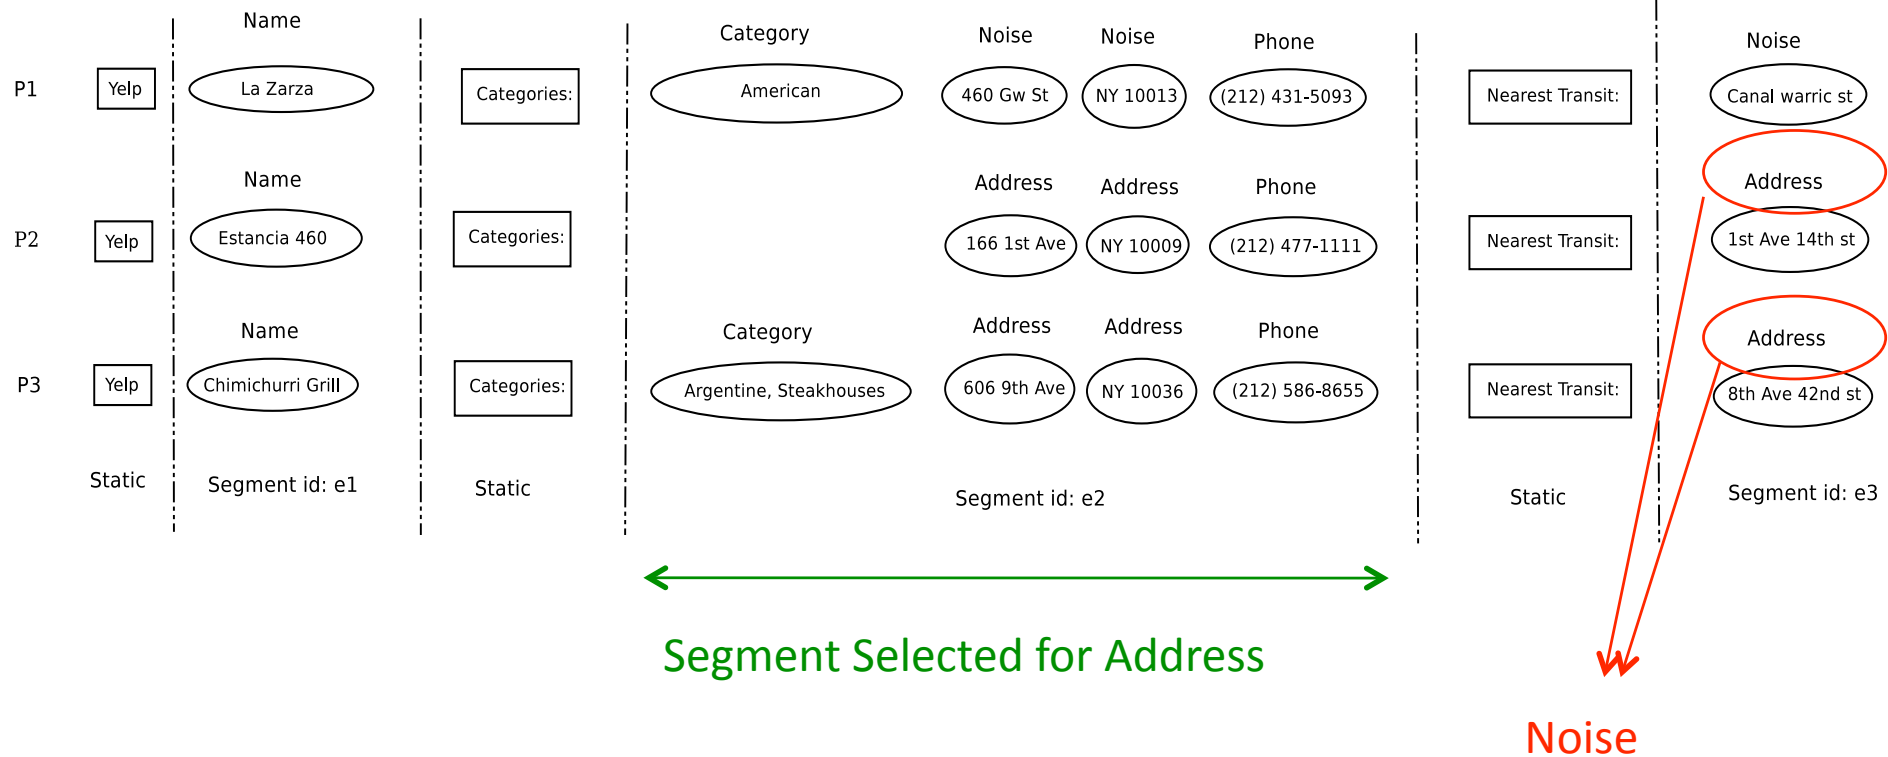 Name
Category Noise Noise Phone Noise
P1 Yelp La Zarza Categories: American 460 Gw St NY 10013 (212) 431-5093 Nearest Transit: Canal warric st
Name Address Address Phone Address
P2 Yelp Estancia 460 Categories: 166 1st Ave NY 10009 (212) 477-1111 Nearest Transit: 1st Ave 14th st
Name Category Address Address Phone Address
P3 Yelp Chimichurri Grill Categories: Argentine, Steakhouses 606 9th Ave NY 10036 (212) 586-8655 Nearest Transit: 8th Ave 42nd st
Static Segment id: e1 Static Segment id: e2 Static Segment id: e3
Segment Selected for Address
Noise